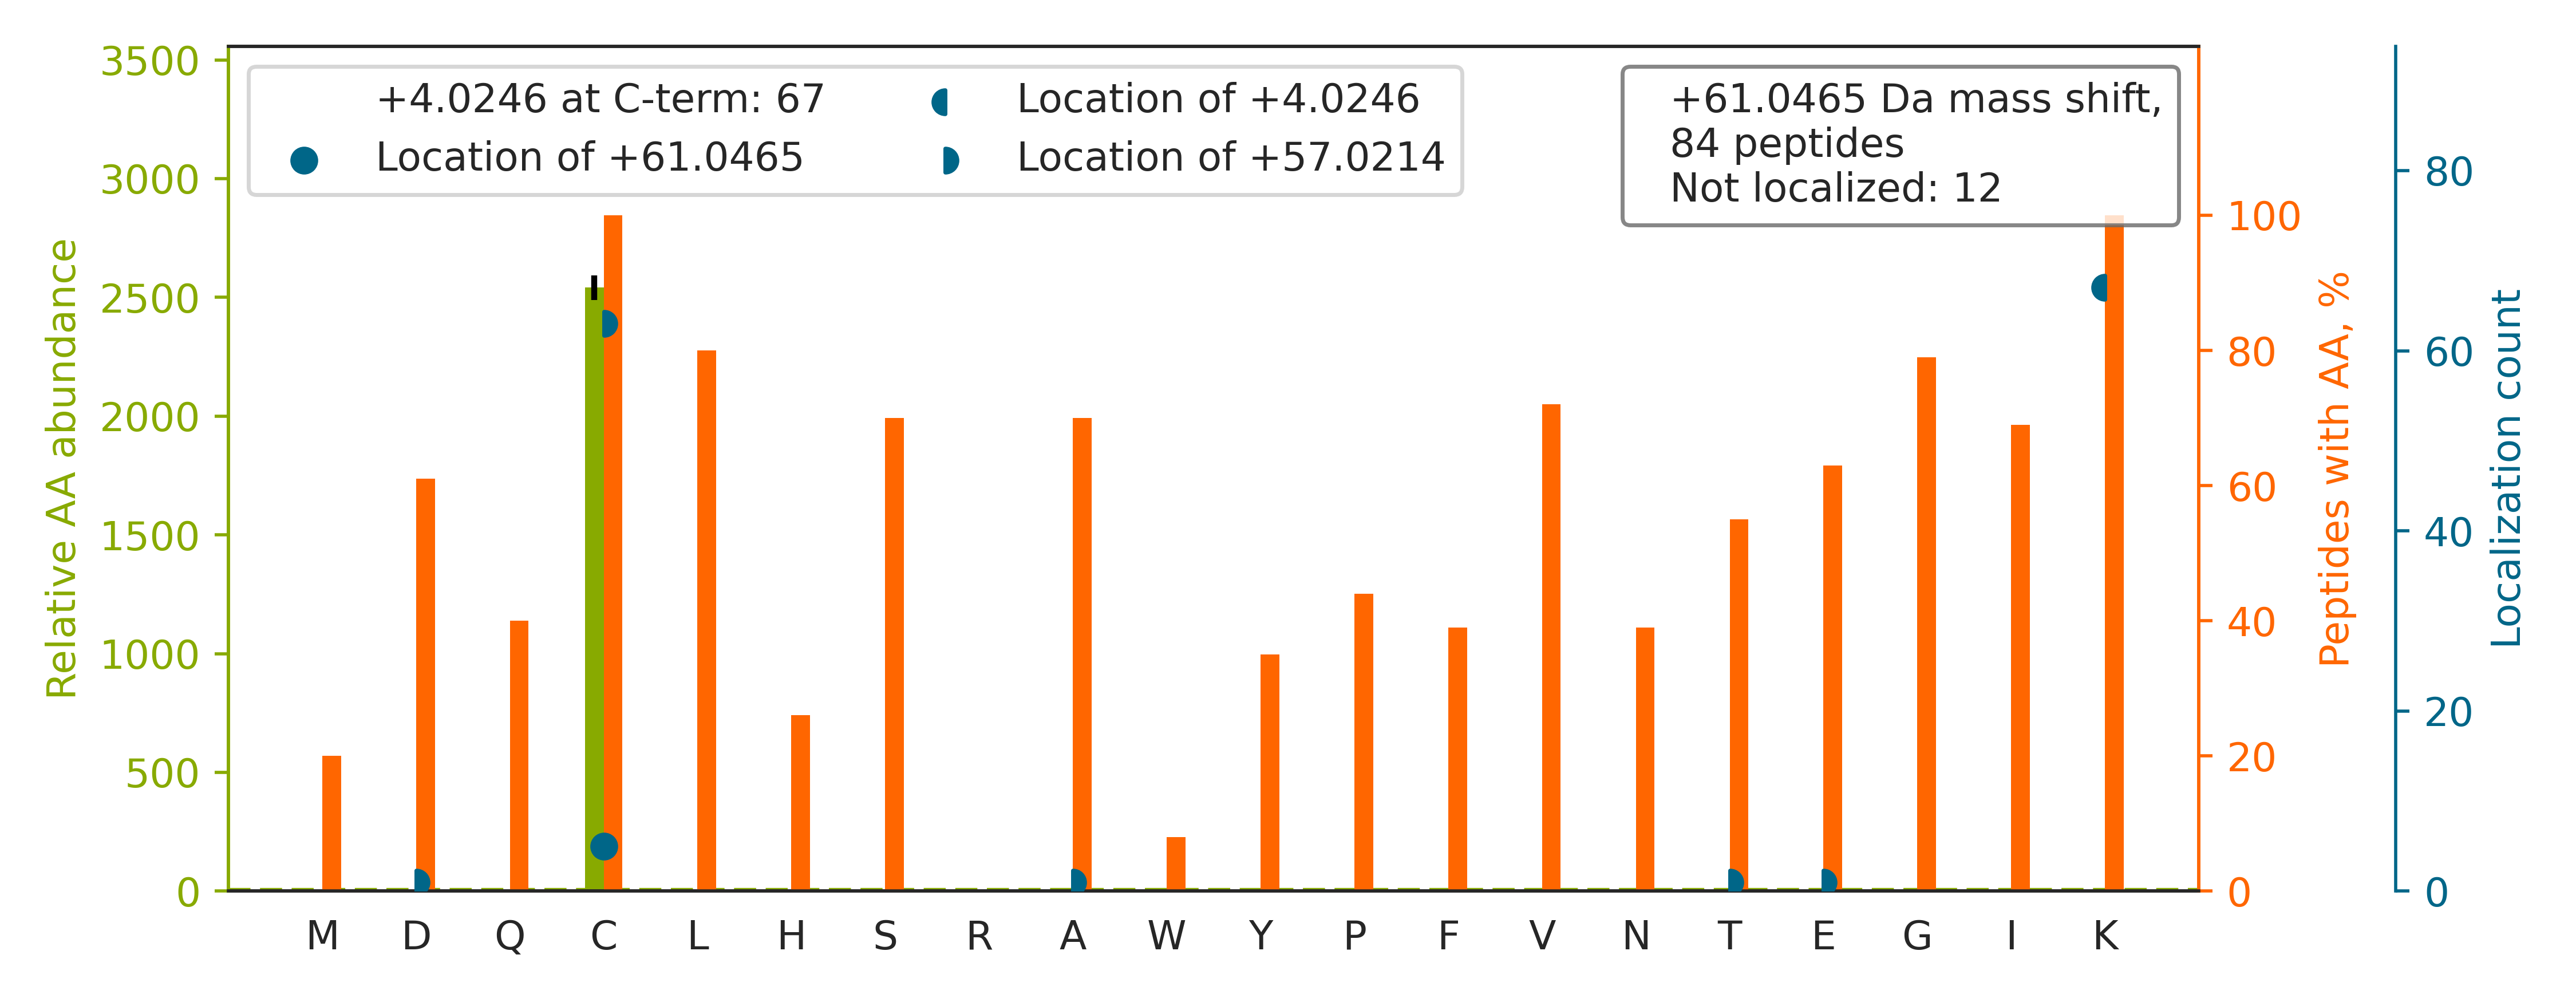 3500
3000
2500
2000
1500
1000
500
0
Relative AA abundance
+4.0246 at C-term: 67
Location of +61.0465
Location of +4.0246
Location of +57.0214
+61.0465 Da mass shift,
84 peptides
Not localized: 12
100
80
60
40
20
0
Peptides with AA, %
80
60
40
20
0
Localization count
M D Q C L H S R A W Y P F V N T E G I K